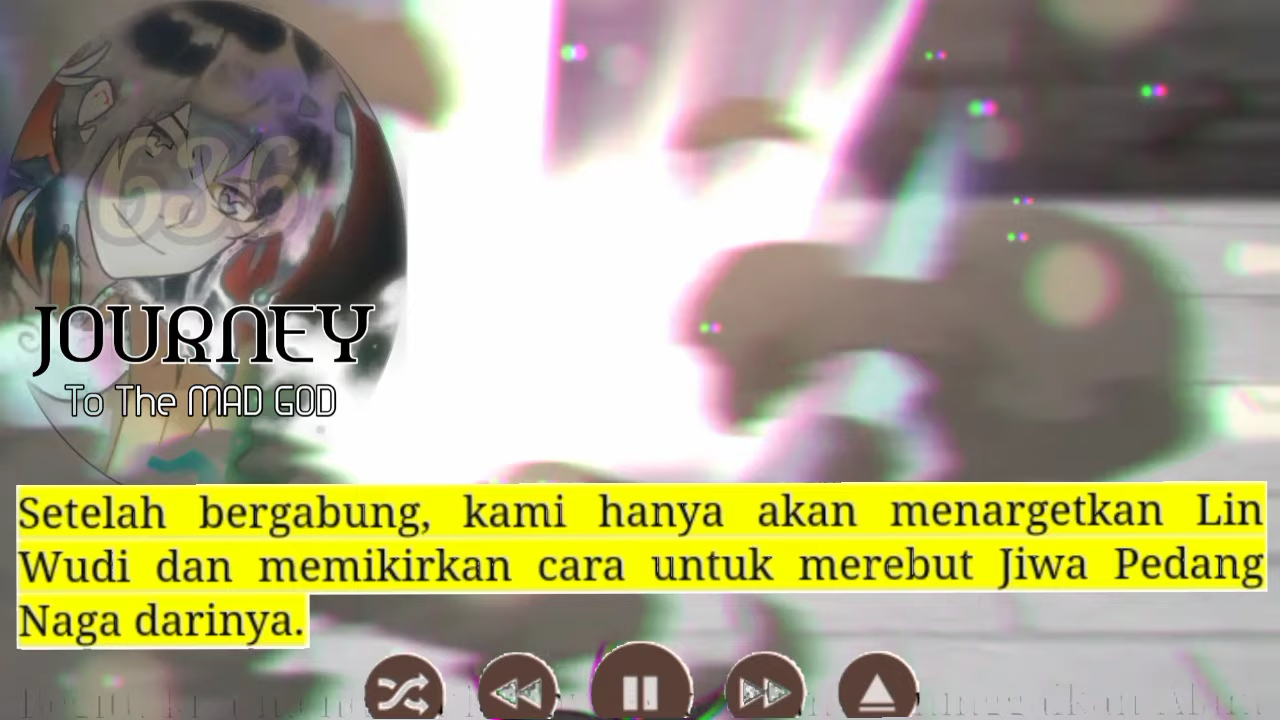 636
JOURNEY
To The MAD GOD
Setelah bergabung, kami hanya akan menargetkan Lin
Wudi dan memikirkan cara untuk merebut Jiwa Pedang
Naga darinya.